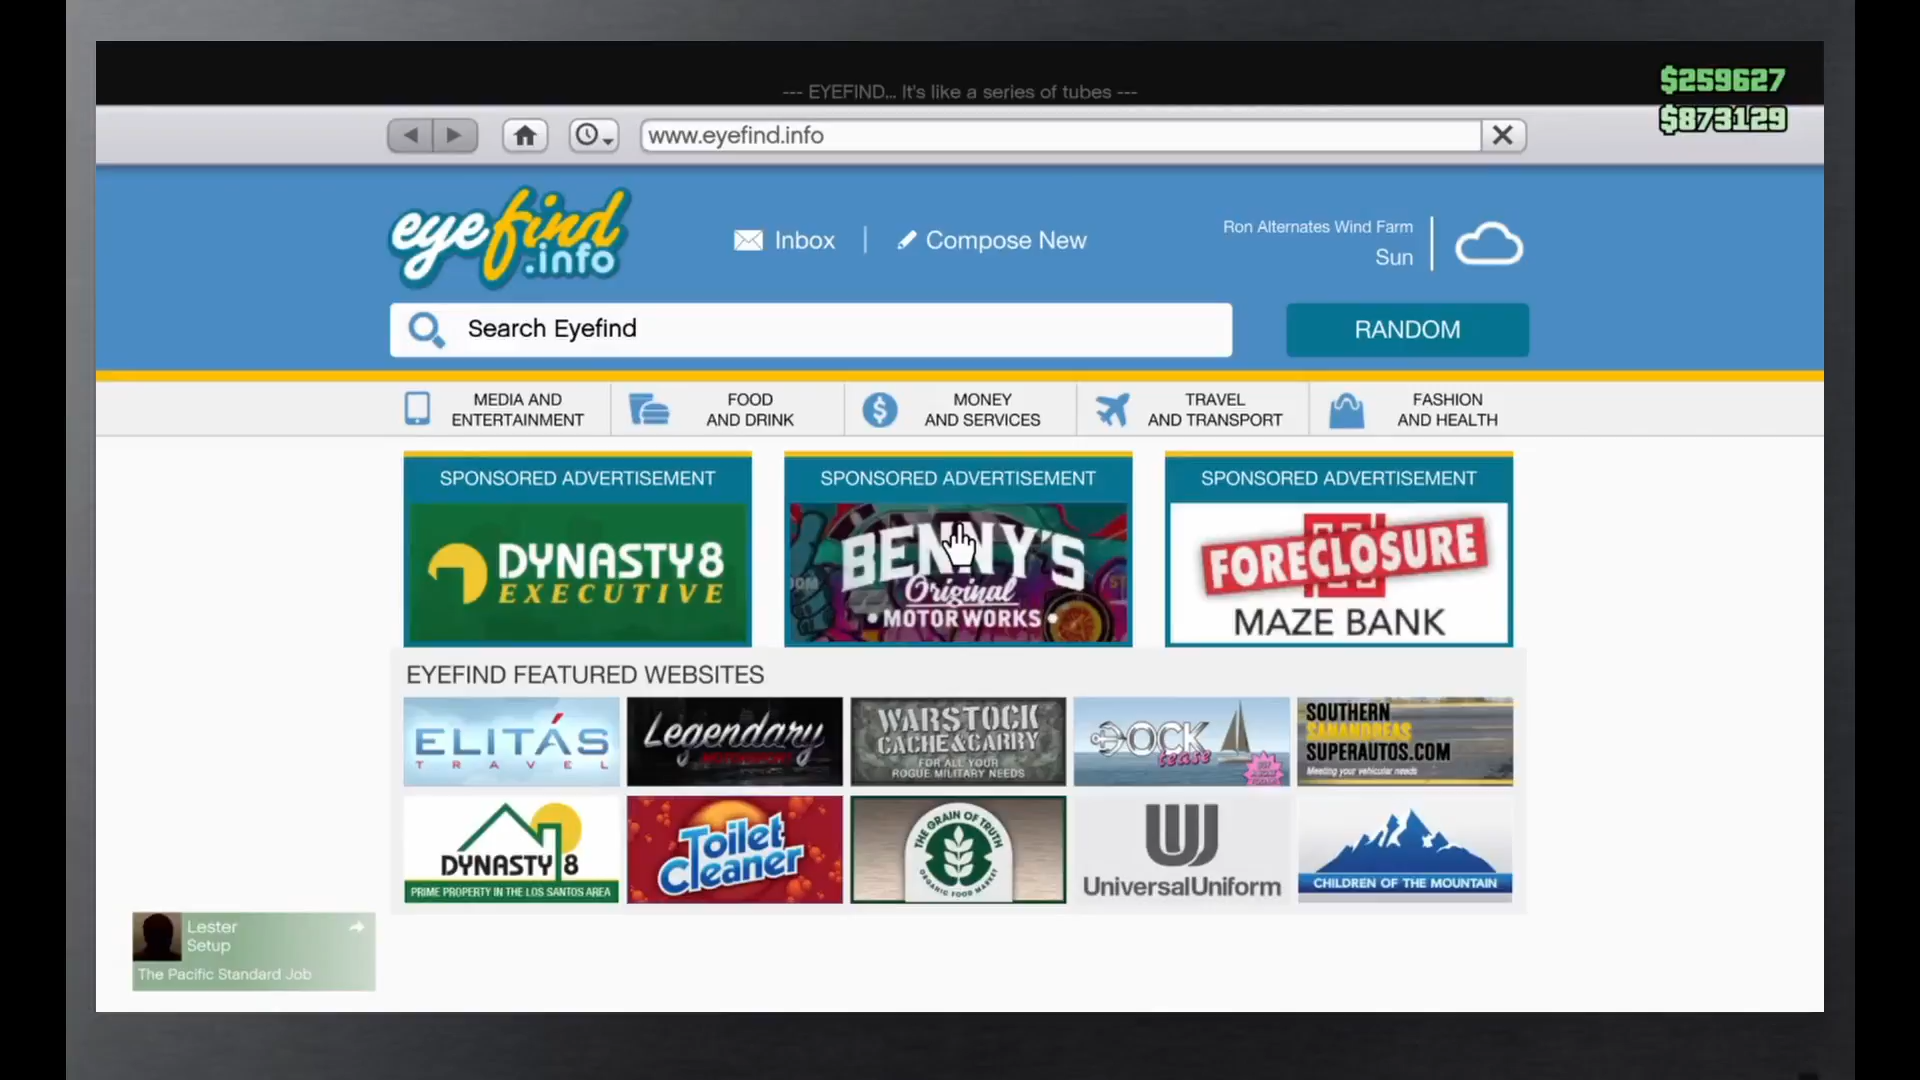 --- EYEFIND... It's like a series of tubes ---
$259627
$873129
www.eyefind.info
eyefind
.info
Inbox
Compose New
Ron Alternates Wind Farm
Sun
Search Eyefind
RANDOM
MEDIA AND
ENTERTAINMENT
FOOD
AND DRINK
MONEY
AND SERVICES
TRAVEL
AND TRANSPORT
FASHION
AND HEALTH
SPONSORED ADVERTISEMENT
DYNASTY8
EXECUTIVE
SPONSORED ADVERTISEMENT
BENNY'S
Original
• MOTOR WORKS •
SPONSORED ADVERTISEMENT
FORECLOSURE
MAZE BANK
EYEFIND FEATURED WEBSITES
ELITÁS
TRAVEL
Legendary
MOTORSPORT
WARSTOCK
CACHE&CARRY
FOR ALL YOUR
ROGUE MILITARY NEEDS
DOCK
tease
SOUTHERN
SANANDREAS
SUPERAUTOS.COM
Meeting your vehicular needs
DYNASTY 8
PRIME PROPERTY IN THE LOS SANTOS AREA
Toilet
Cleaner
THE GRAIN OF TRUTH
ORGANIC FOOD MARKET
UniversalUniform
CHILDREN OF THE MOUNTAIN
Lester
Setup
The Pacific Standard Job